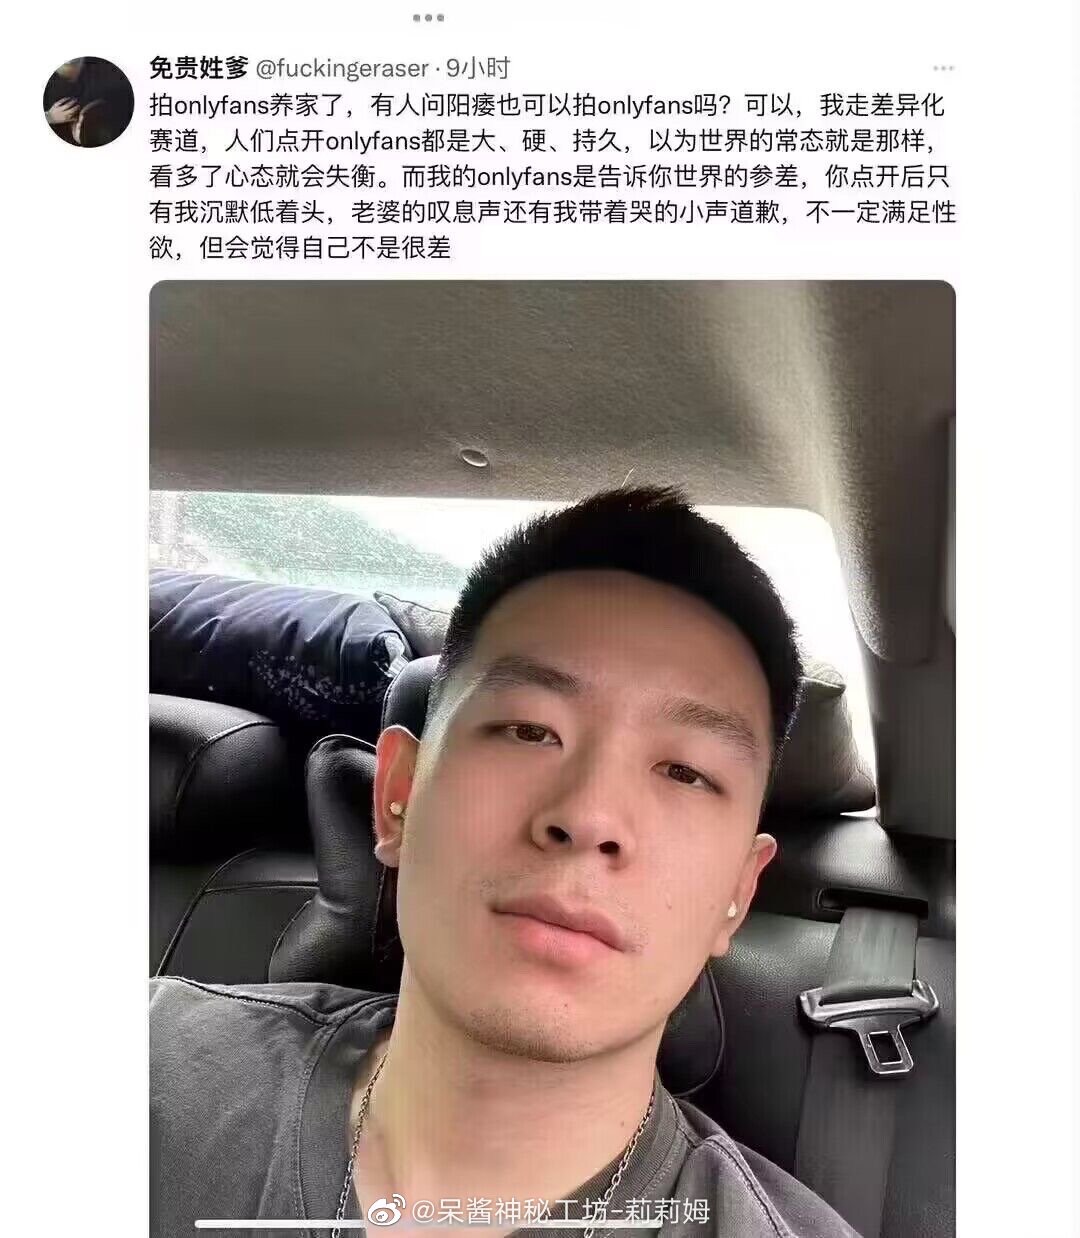 免贵姓爹 @fuckingeraser · 9小时
拍onlyfans养家了，有人问阳痿也可以拍onlyfans吗？可以，我走差异化
赛道，人们点开onlyfans都是大、硬、持久，以为世界的常态就是那样，
看多了心态就会失衡。而我的onlyfans是告诉你世界的参差，你点开后只
有我沉默低着头，老婆的叹息声还有我带着哭的小声道歉，不一定满足性
欲，但会觉得自己不是很差
@呆酱神秘工坊-莉莉姆